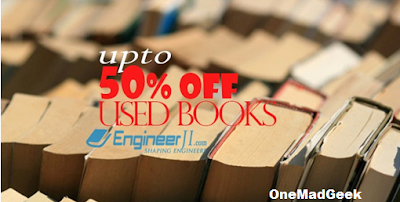 upto
50% OFF
USED BOOKS
EngineerJI.com
SHAPING ENGINEERS
OneMadGeek